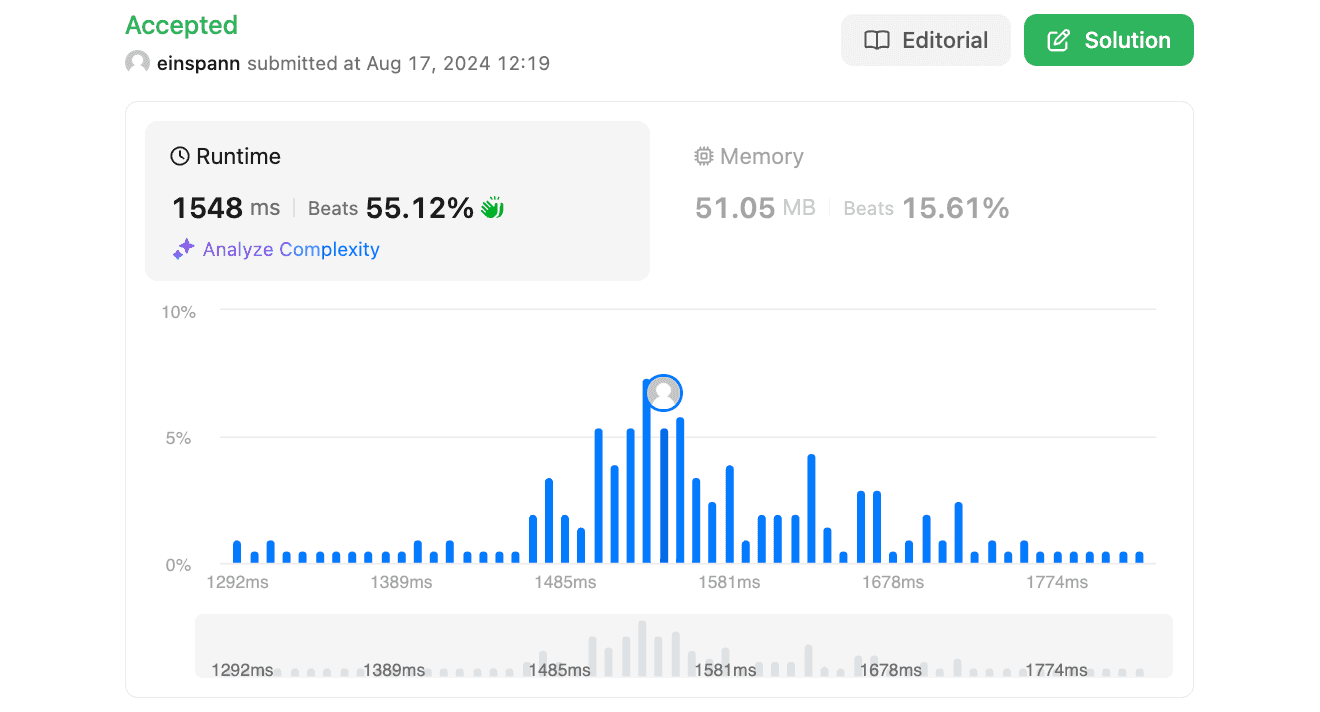 Accepted
einspann submitted at Aug 17, 2024 12:19
Editorial
Solution
Runtime
1548 ms Beats 55.12%
Analyze Complexity
Memory
51.05 MB Beats 15.61%
10%
5%
0%
1292ms 1389ms 1485ms 1581ms 1678ms 1774ms
1292ms 1389ms 1485ms 1581ms 1678ms 1774ms